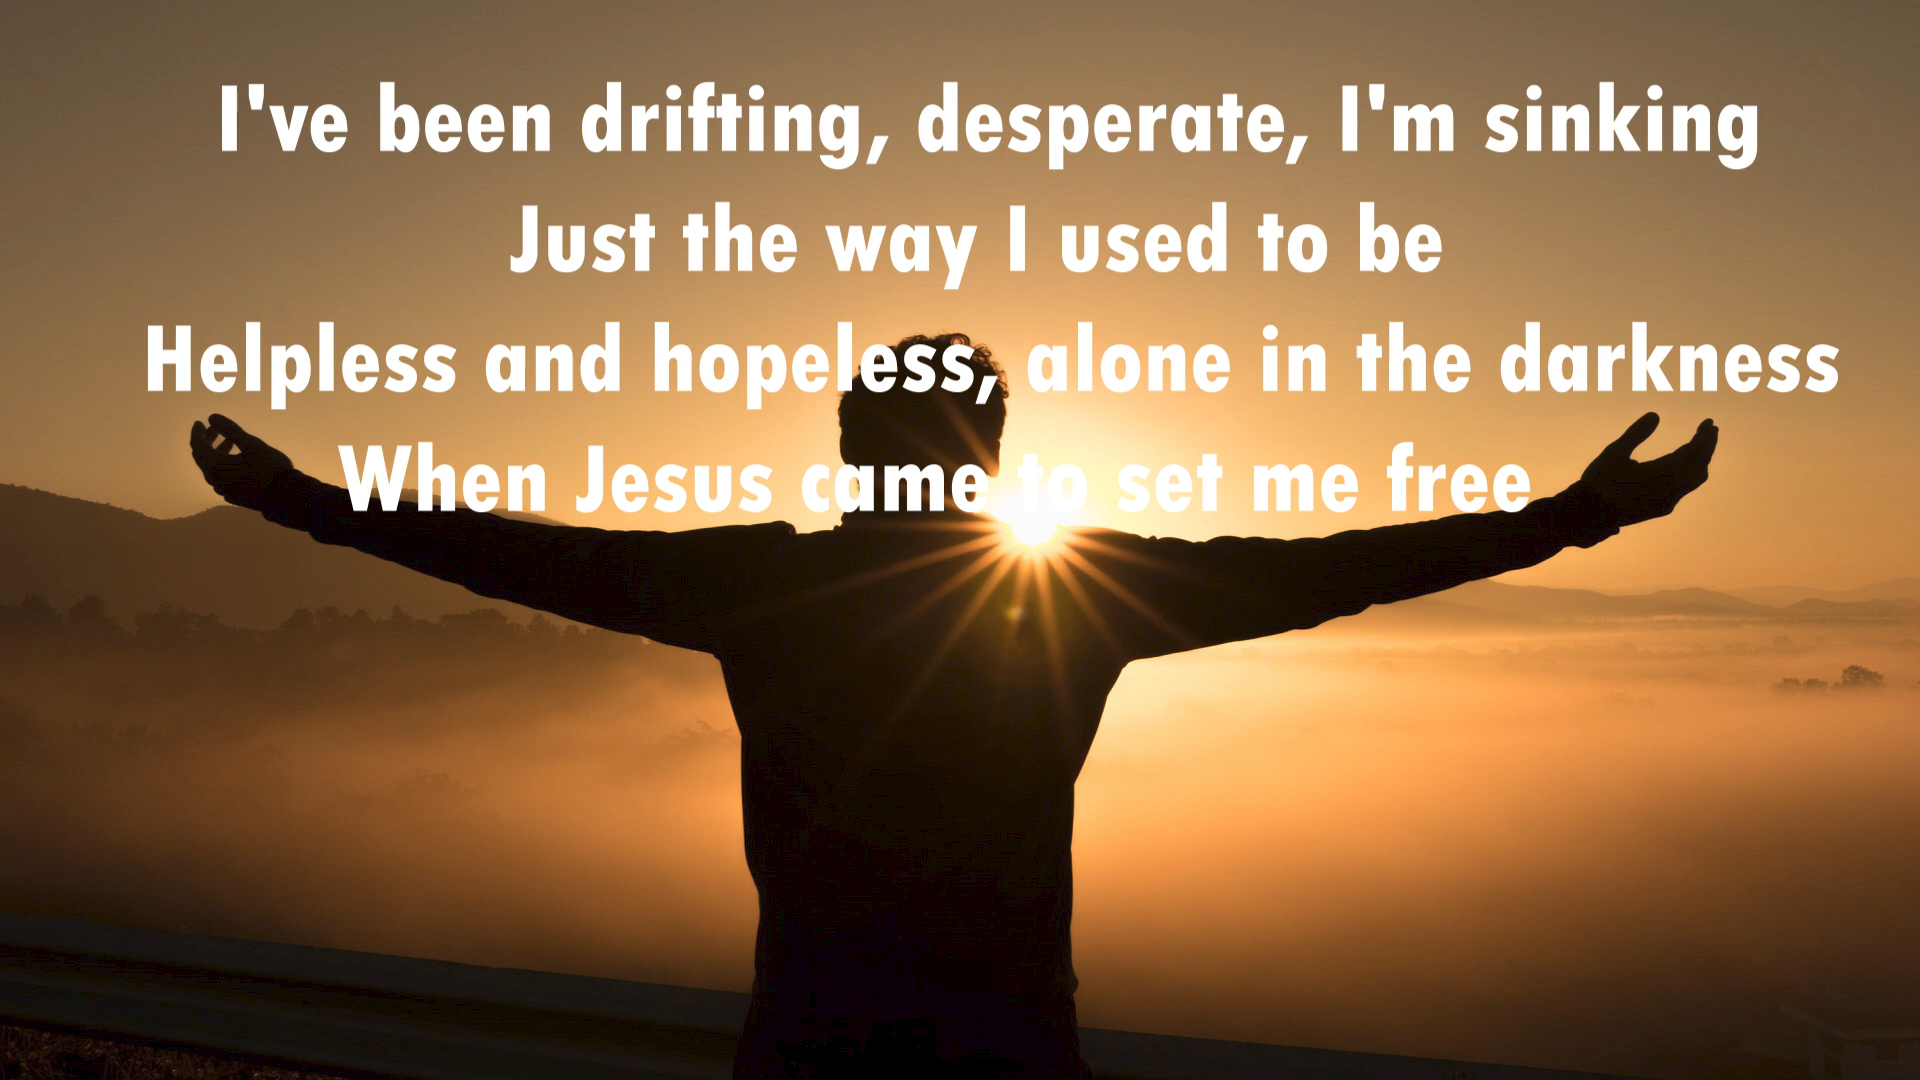 I've been drifting, desperate, I'm sinking
Just the way I used to be
Helpless and hopeless, alone in the darkness
When Jesus came to set me free